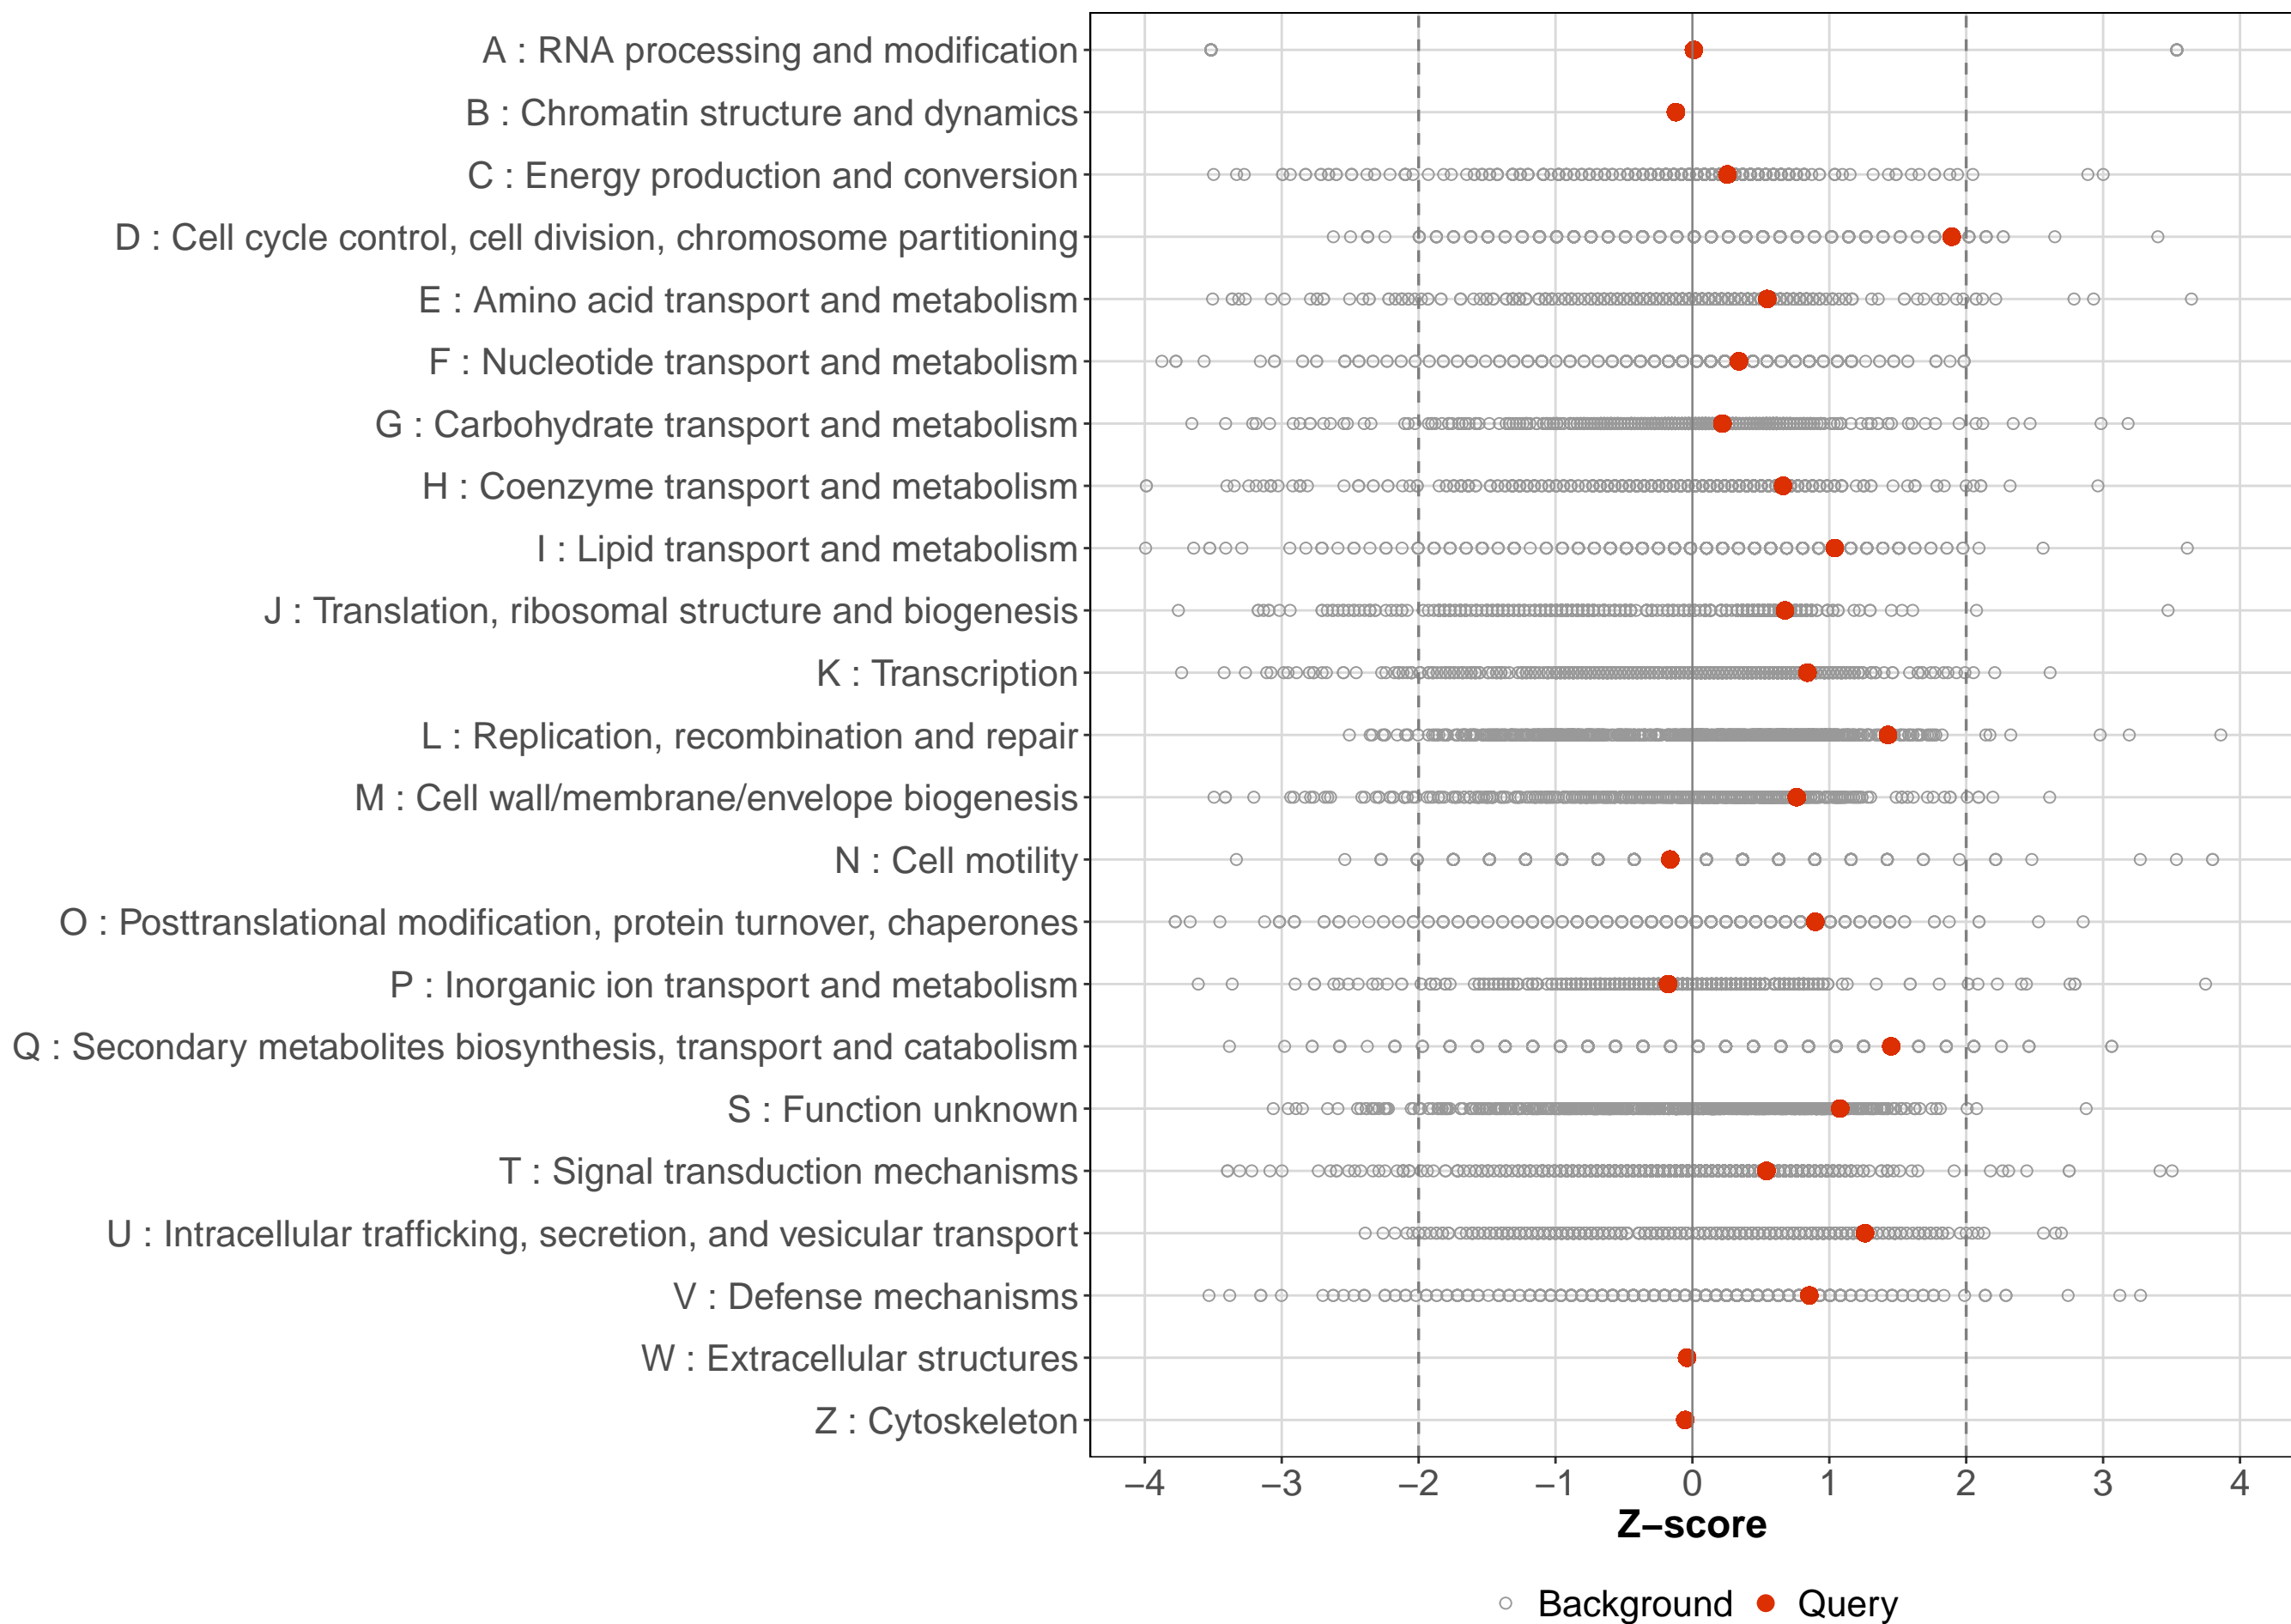 A : RNA processing and modification
B : Chromatin structure and dynamics
C : Energy production and conversion
D : Cell cycle control, cell division, chromosome partitioning
E : Amino acid transport and metabolism
F : Nucleotide transport and metabolism
G : Carbohydrate transport and metabolism
H : Coenzyme transport and metabolism
I : Lipid transport and metabolism
J : Translation, ribosomal structure and biogenesis
K : Transcription
L : Replication, recombination and repair
M : Cell wall/membrane/envelope biogenesis
N : Cell motility
O : Posttranslational modification, protein turnover, chaperones
P : Inorganic ion transport and metabolism
Q : Secondary metabolites biosynthesis, transport and catabolism
S : Function unknown
T : Signal transduction mechanisms
U : Intracellular trafficking, secretion, and vesicular transport
V : Defense mechanisms
W : Extracellular structures
Z : Cytoskeleton
−4 −3 −2 −1 0 1 2 3 4
Z−score
Background Query